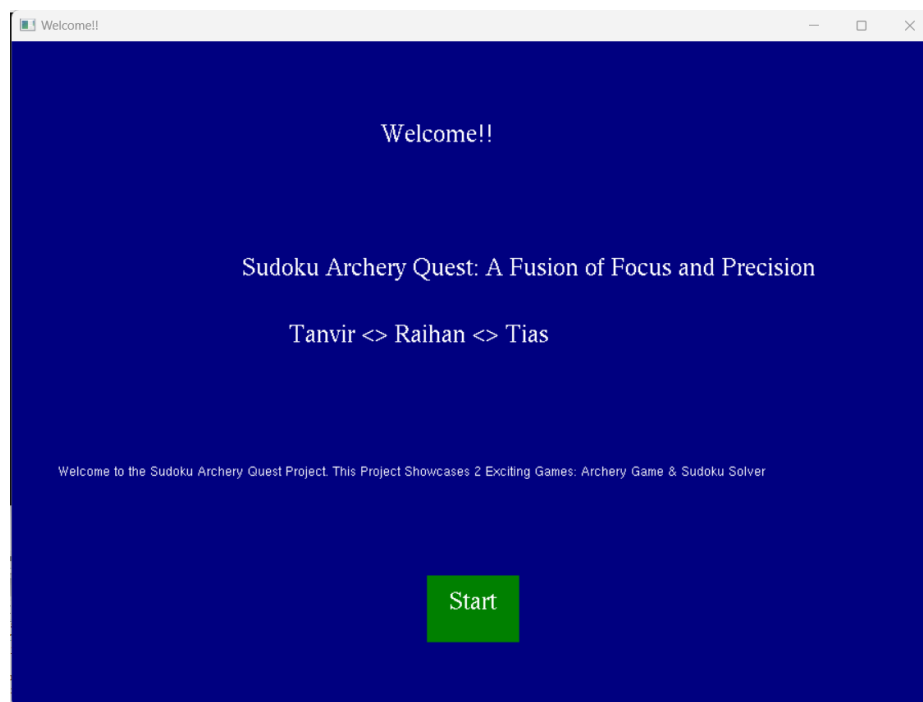 Welcome!!
Welcome!!
Sudoku Archery Quest: A Fusion of Focus and Precision
Tanvir <> Raihan <> Tias
Welcome to the Sudoku Archery Quest Project. This Project Showcases 2 Exciting Games: Archery Game & Sudoku Solver
Start